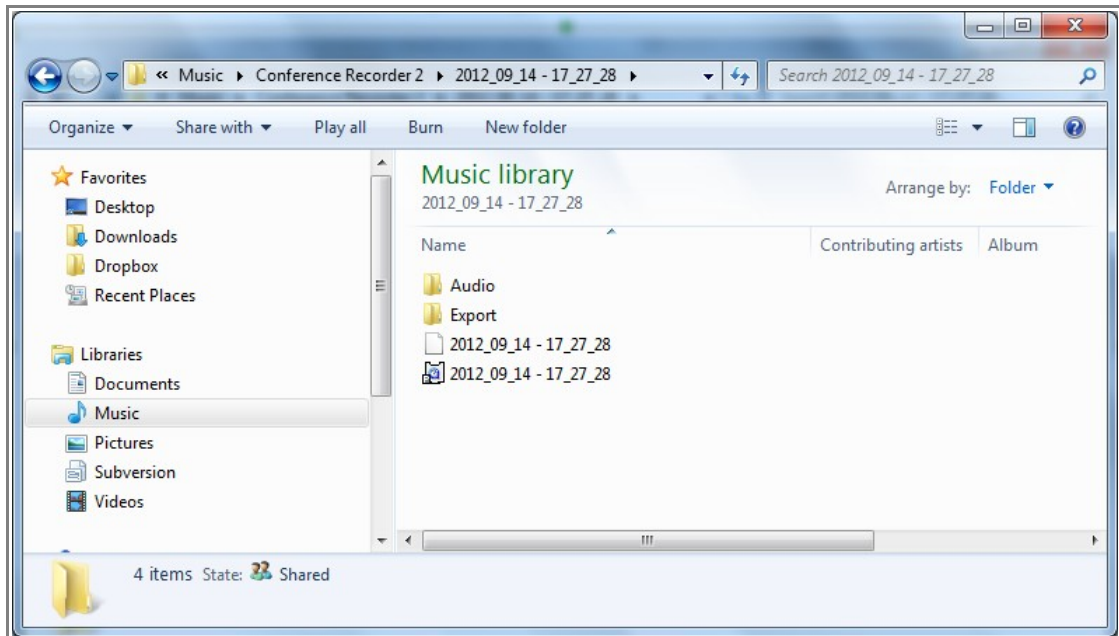 « Music ▸ Conference Recorder 2 ▸ 2012_09_14 - 17_27_28 ▸ Search 2012_09_14 - 17_27_28
Organize Share with Play all Burn New folder
Favorites
Desktop
Downloads
Dropbox
Recent Places
Libraries
Documents
Music
Pictures
Subversion
Videos
Music library
2012_09_14 - 17_27_28
Arrange by: Folder
Name Contributing artists Album
Audio
Export
2012_09_14 - 17_27_28
2012_09_14 - 17_27_28
4 items State: Shared